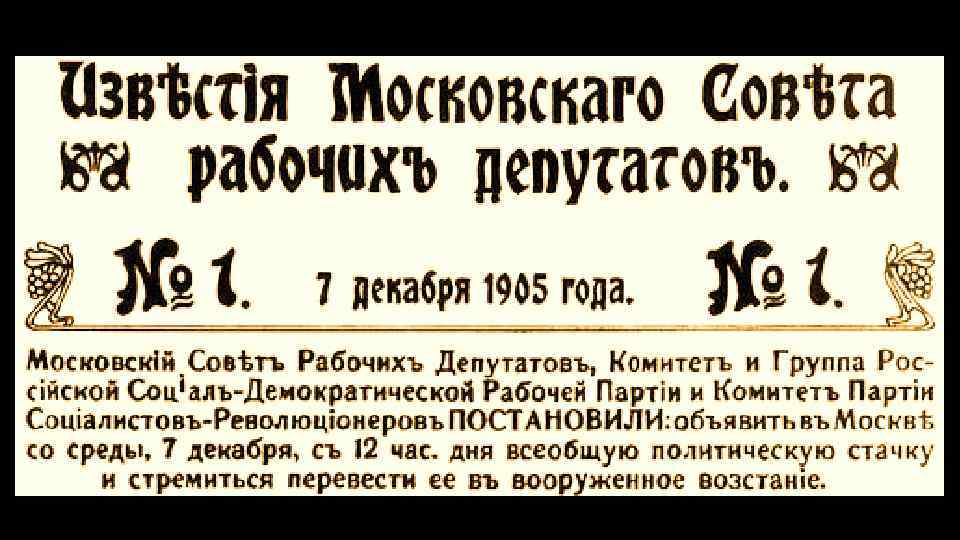 Извѣстія Московскаго Совѣта
рабочихъ депутатовъ.
№ 1. 7 декабря 1905 года. № 1.
Московскій Совѣтъ Рабочихъ Депутатовъ, Комитетъ и Группа Рос-
сійской Соціалъ-Демократической Рабочей Партіи и Комитетъ Партіи
Соціалистовъ-Революціонеровъ ПОСТАНОВИЛИ: объявить въ Москвѣ
со среды, 7 декабря, съ 12 час. дня всеобщую политическую стачку
и стремиться перевести ее въ вооруженное возстаніе.